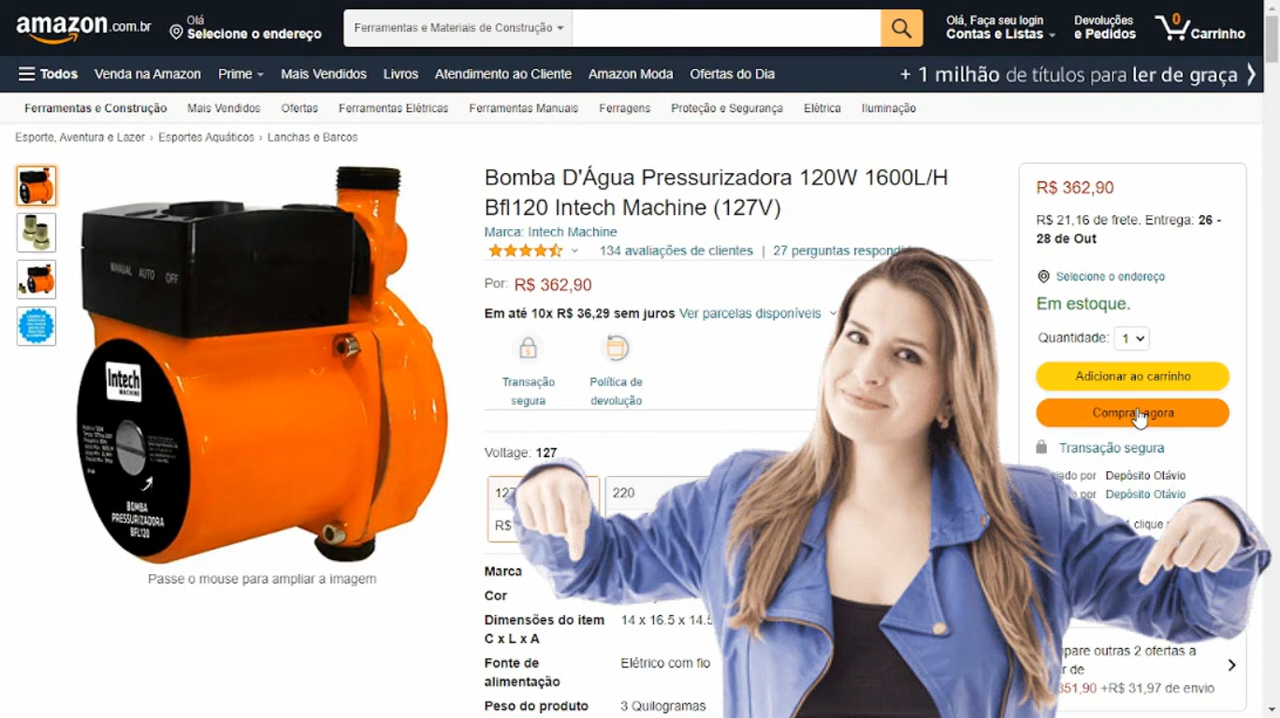 amazon.com.br
Olá
Selecione o endereço
Ferramentas e Materiais de Construção
Olá, Faça seu login
Contas e Listas
Devoluções
e Pedidos
0
Carrinho
Todos
Venda na Amazon
Prime
Mais Vendidos
Livros
Atendimento ao Cliente
Amazon Moda
Ofertas do Dia
+ 1 milhão de títulos para ler de graça
Ferramentas e Construção
Mais Vendidos
Ofertas
Ferramentas Elétricas
Ferramentas Manuais
Ferragens
Proteção e Segurança
Elétrica
Iluminação
Esporte, Aventura e Lazer › Esportes Aquáticos › Lanchas e Barcos
MANUAL AUTO OFF
Intech
MACHINE
BOMBA
PRESSURIZADORA
BFL120
Passe o mouse para ampliar a imagem
Bomba D'Água Pressurizadora 120W 1600L/H
Bfl120 Intech Machine (127V)
Marca: Intech Machine
134 avaliações de clientes | 27 perguntas
Por: R$ 362,90
Em até 10x R$ 36,29 sem juros Ver parcelas disponíveis
Transação
segura
Política de
devolução
Voltage: 127
220
R$
Marca
Cor
Dimensões do item
C x L x A
14 x 16.5 x 14.5
Fonte de
alimentação
Elétrico com fio
Peso do produto
3 Quilogramas
R$ 362,90
R$ 21,16 de frete. Entrega: 26 -
28 de Out
Selecione o endereço
Em estoque.
Quantidade: 1
Adicionar ao carrinho
Comprar agora
Transação segura
por Depósito Otávio
por Depósito Otávio
1 clique
outras 2 ofertas a
de
+R$ 31,97 de envio